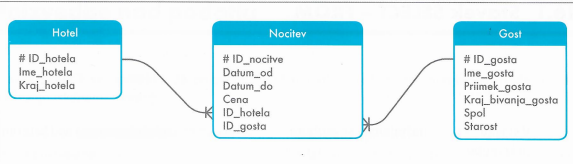 Hotel
# ID_hotela
Ime_hotela
Kraj_hotela
Nocitev
# ID_nocitve
Datum_od
Datum_do
Cena
ID_hotela
ID_gosta
Gost
# ID_gosta
Ime_gosta
Priimek_gosta
Kraj_bivanja_gosta
Spol
Starost